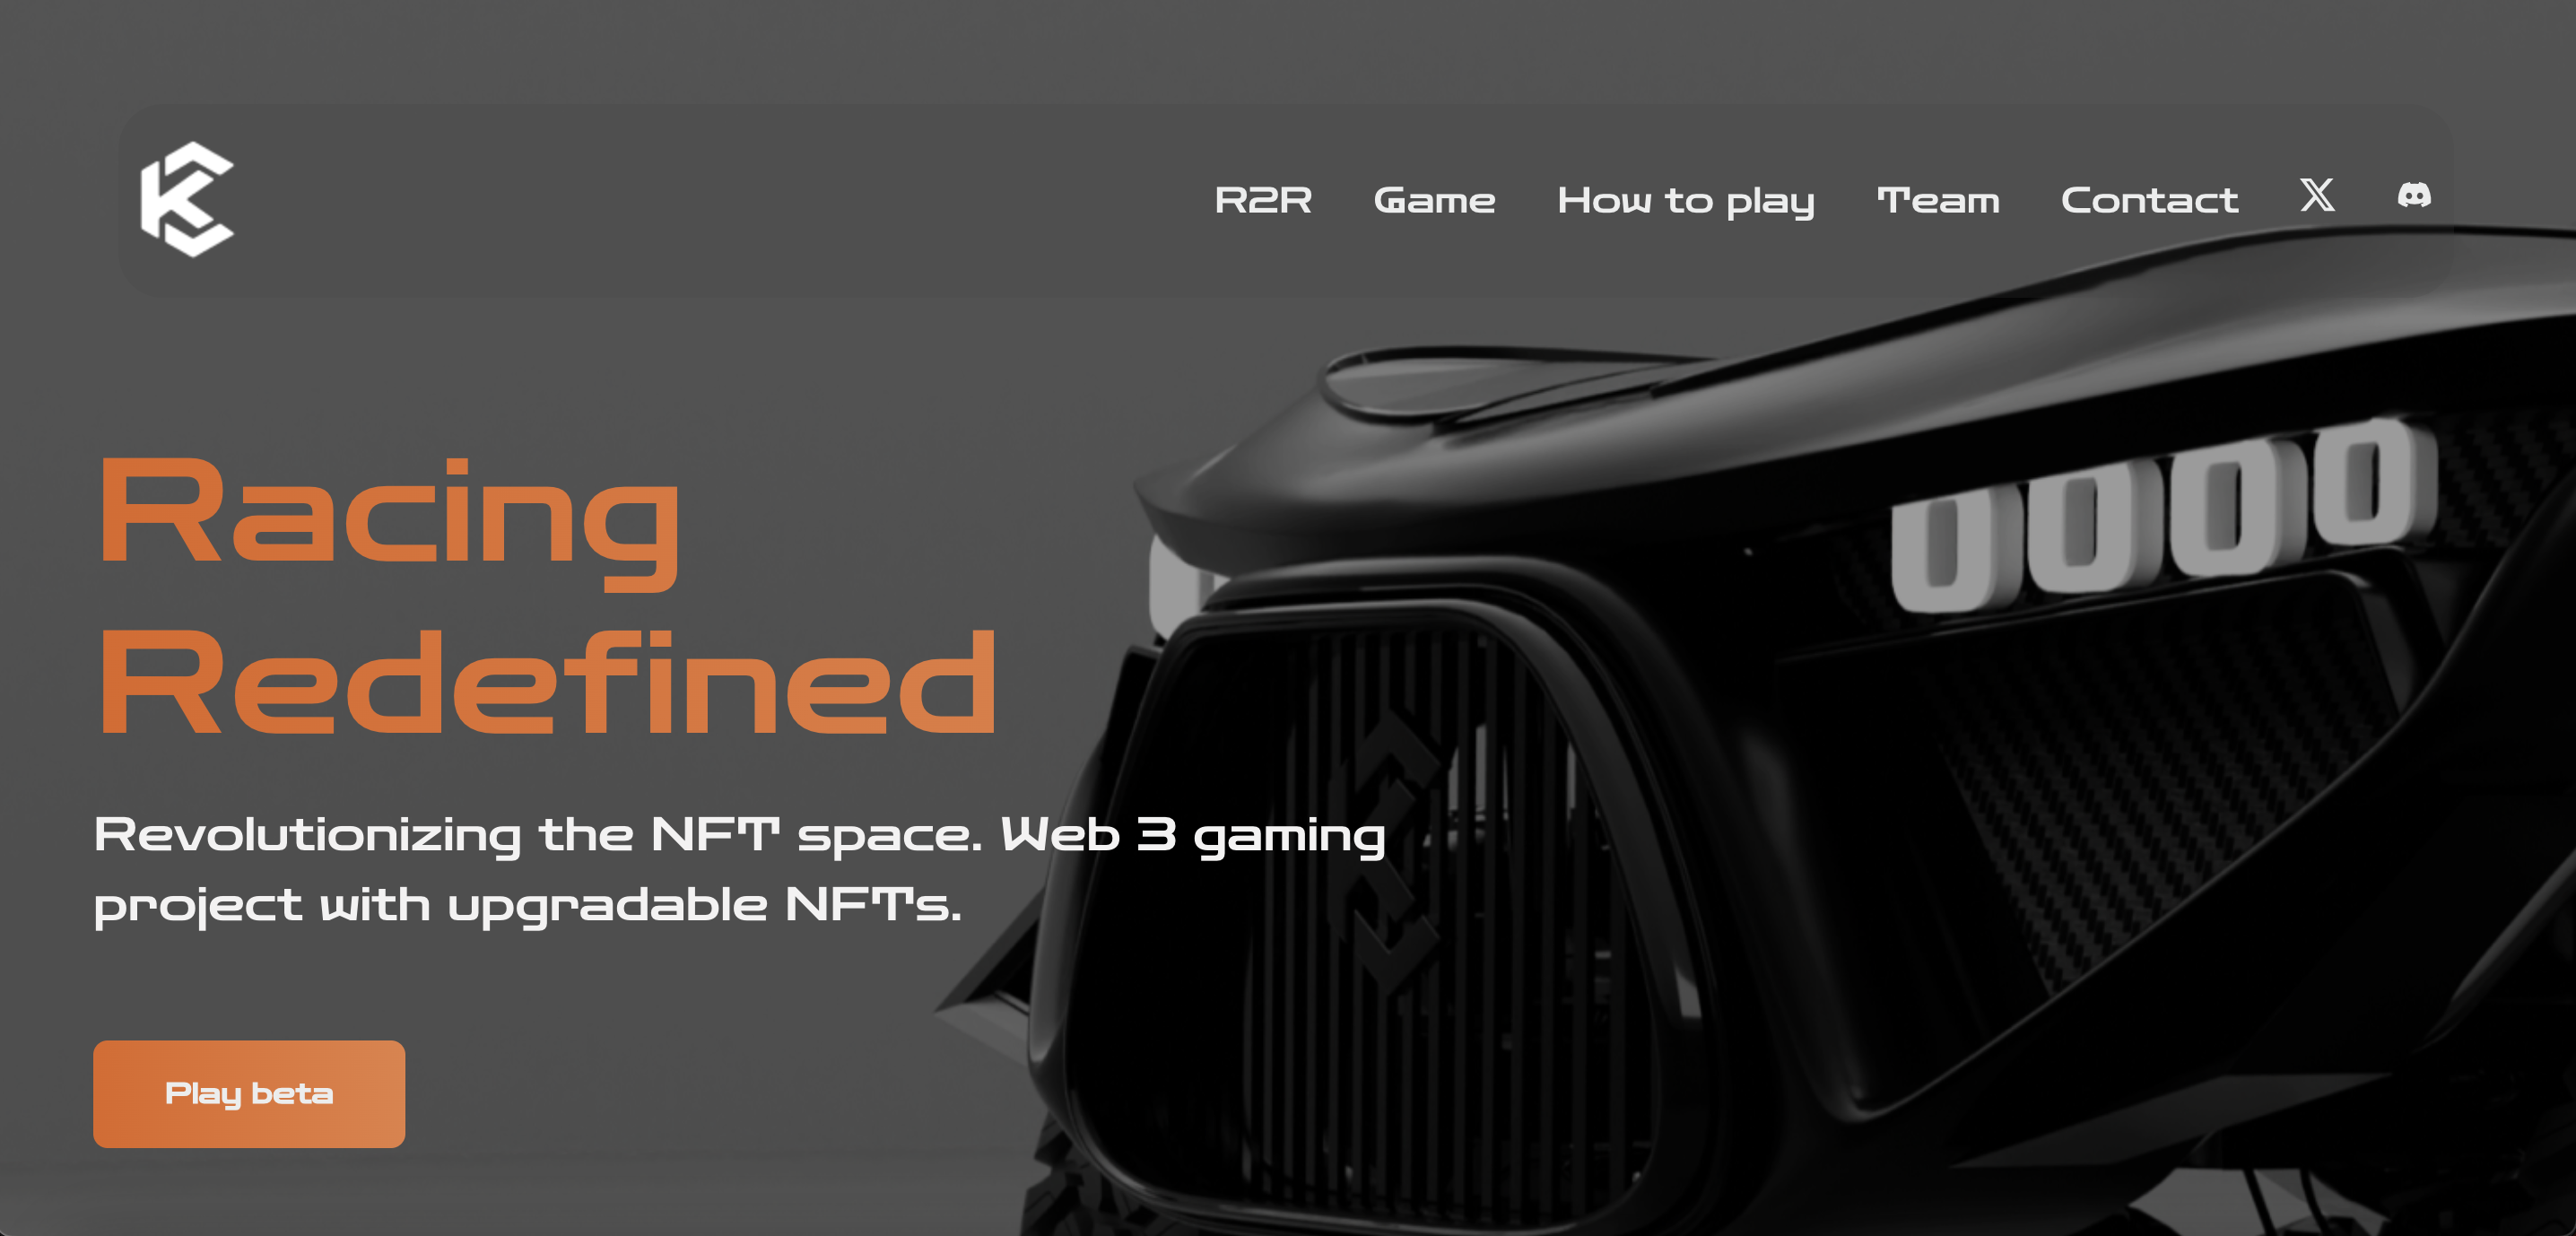 R2R Game How to play Team Contact
Racing
Redefined
Revolutionizing the NFT space. Web 3 gaming
project with upgradable NFTs.
Play beta